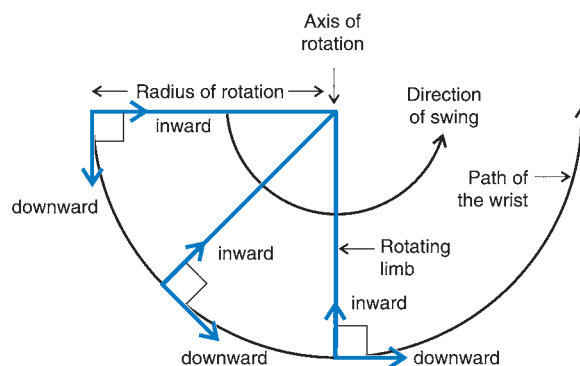 Axis of
rotation
Radius of rotation
Direction
of swing
inward
Path of
the wrist
downward
inward
Rotating
limb
inward
downward
downward